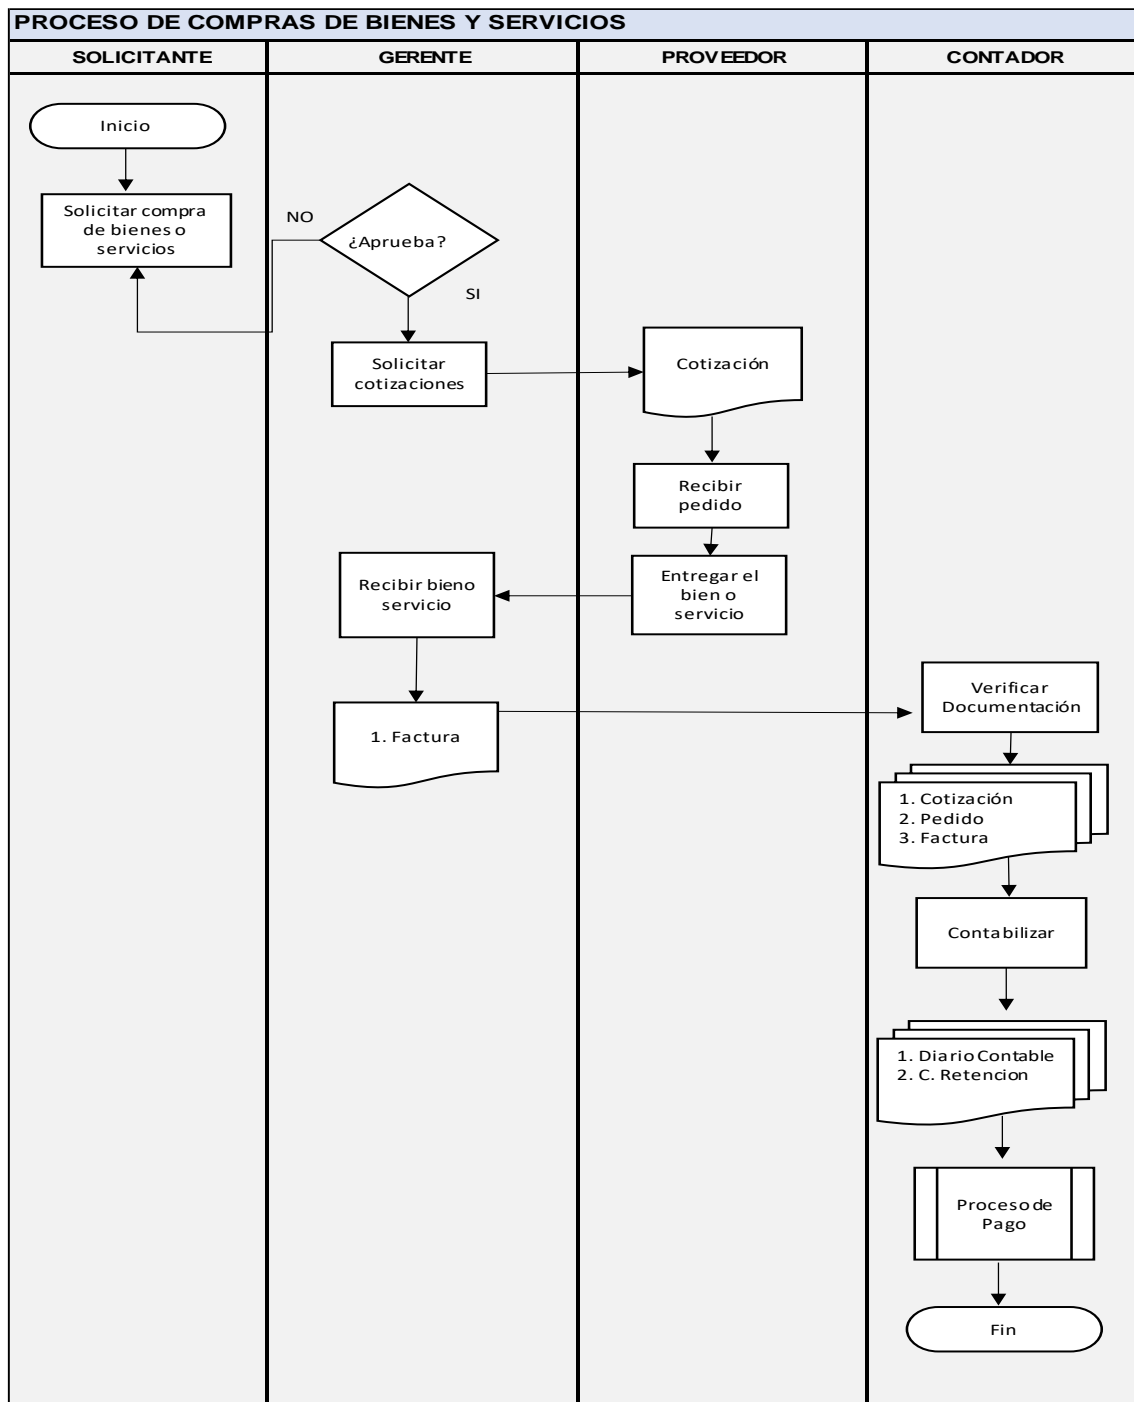 PROCESO DE COMPRAS DE BIENES Y SERVICIOS
SOLICITANTE
GERENTE
PROVEEDOR
CONTADOR
Inicio
Solicitar compra
de bienes o
servicios
NO
¿Aprueba?
SI
Solicitar
cotizaciones
Cotización
Recibir
pedido
Entregar el
bien o
servicio
Recibir bieno
servicio
1. Factura
Verificar
Documentación
1. Cotización
2. Pedido
3. Factura
Contabilizar
1. Diario Contable
2. C. Retencion
Proceso de
Pago
Fin